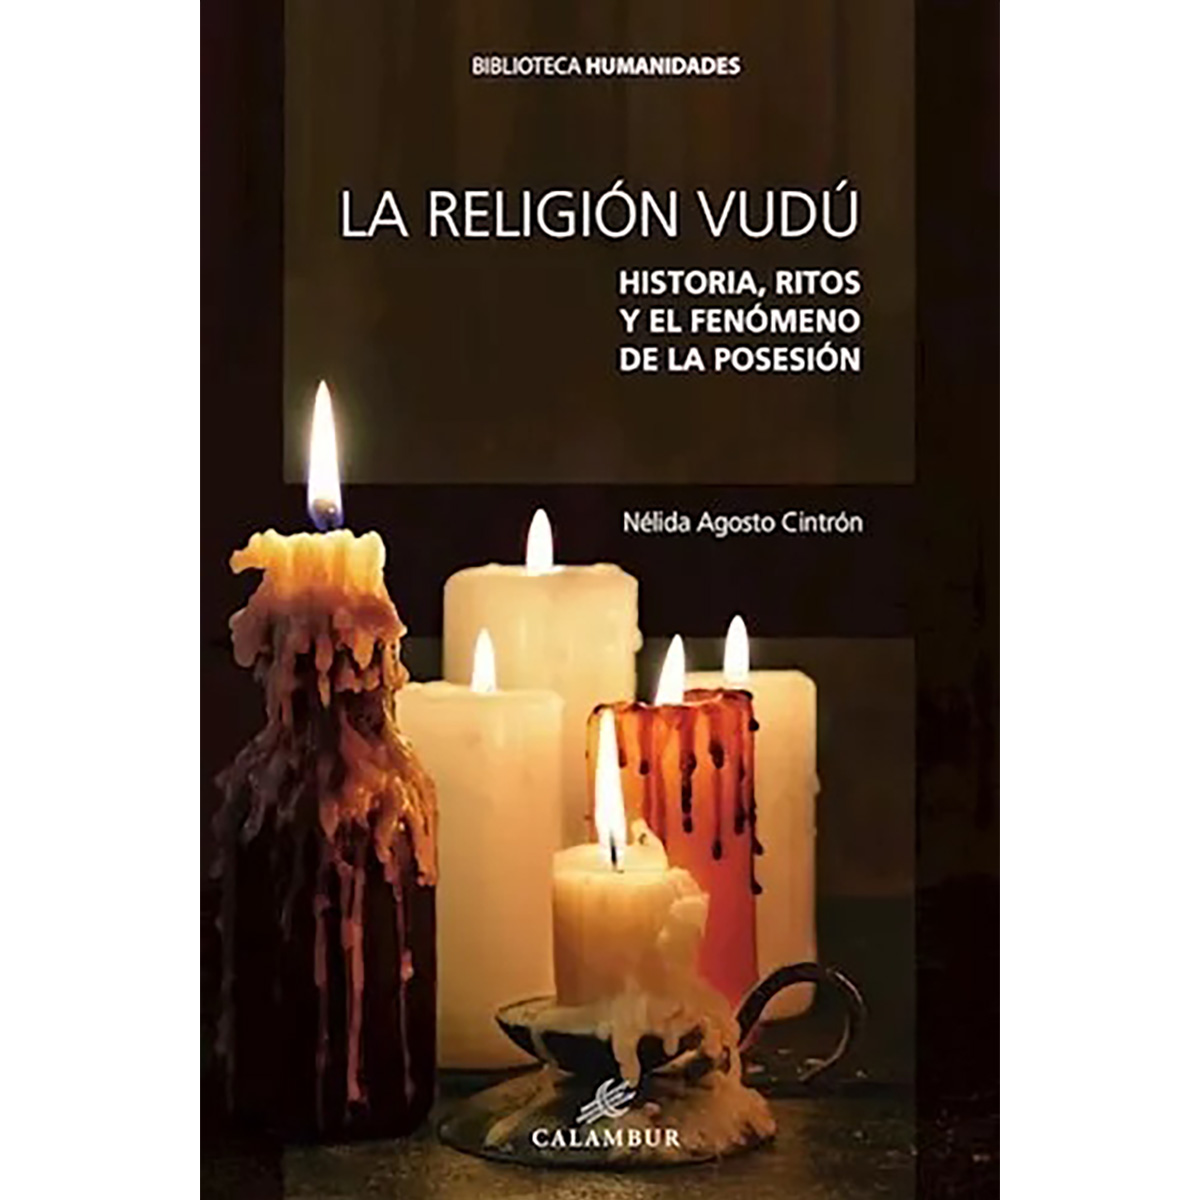 BIBLIOTECA HUMANIDADES
LA RELIGIÓN VUDÚ
HISTORIA, RITOS
Y EL FENÓMENO
DE LA POSESIÓN
Nélida Agosto Cintrón
CALAMBUR